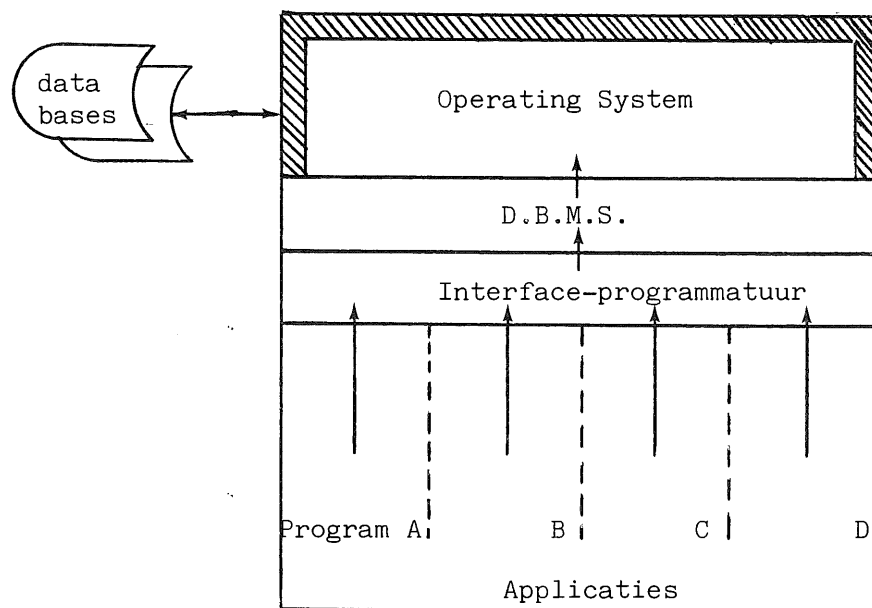 data
bases
Operating System
D.B.M.S.
Interface-programmatuur
Program A B C D
Applicaties